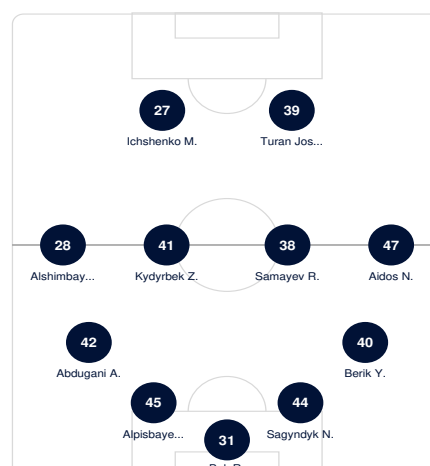 27 39
Ichshenko M. Turan Jos...
28 41 38 47
Alshimbay... Kydyrbek Z. Samayev R. Aidos N.
42 40
Abdugani A. Berik Y.
45 44
Alpisbaye... Sagyndyk N.
31